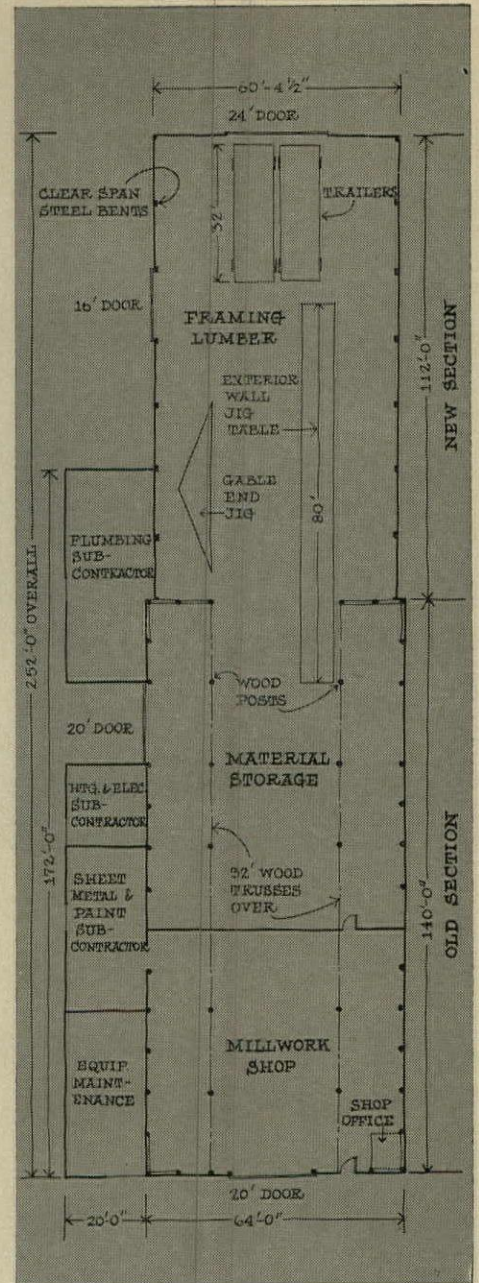 60'-4½"
24' DOOR
CLEAR SPAN
STEEL BENTS
32'
TRAILERS
16' DOOR
FRAMING
LUMBER
112'-0"
NEW SECTION
EXTERIOR
WALL
JIG
TABLE
80'
GABLE
END
JIG
252'-0" OVERALL
PLUMBING
SUB-
CONTRACTOR
WOOD
POSTS
20' DOOR
MATERIAL
STORAGE
HTG. & ELEC.
SUB-
CONTRACTOR
172'-0"
SHEET
METAL &
PAINT
SUB-
CONTRACTOR
32' WOOD
TRUSSES
OVER
140'-0"
OLD SECTION
MILLWORK
SHOP
EQUIP.
MAINT-
ENANCE
SHOP
OFFICE
20' DOOR
20'-0"
64'-0"